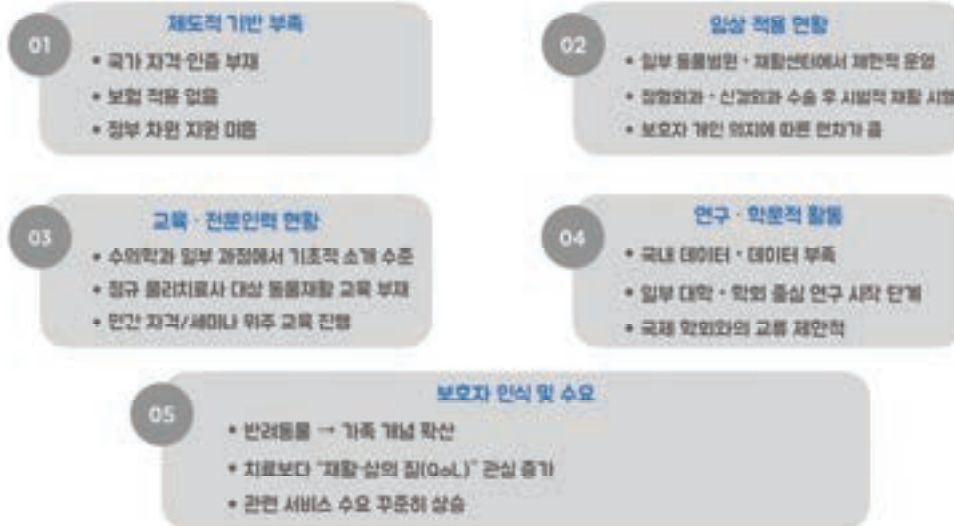 01
제도적 기반 부족
• 국가 자격·인증 부재
• 보험 적용 없음
• 정부 차원 지원 미흡
02
임상 적용 현황
• 일부 동물병원·재활센터에서 제한적 운영
• 정형외과·신경외과 수술 후 시범적 재활 시행
• 보호자 개인 의지에 따른 편차가 큼
03
교육·전문인력 현황
• 수의학과 일부 과정에서 기초적 소개 수준
• 정규 물리치료사 대상 동물재활 교육 부재
• 민간 자격/세미나 위주 교육 진행
04
연구·학문적 활동
• 국내 데이터·데이터 부족
• 일부 대학·학회 중심 연구 시작 단계
• 국제 학회와의 교류 제한적
05
보호자 인식 및 수요
• 반려동물 → 가족 개념 확산
• 치료보다 "재활·삶의 질(QoL)" 관심 증가
• 관련 서비스 수요 꾸준히 상승